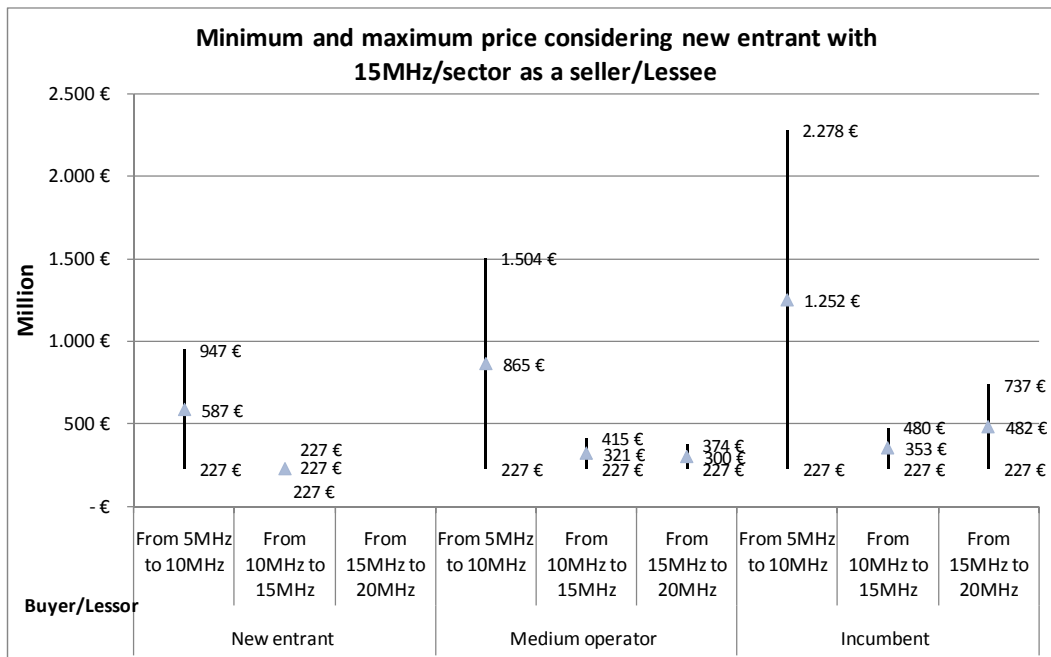 Minimum and maximum price considering new entrant with
15MHz/sector as a seller/Lessee
Million
2.500 €
2.000 €
1.500 €
1.000 €
500 €
- €
947 €
587 €
227 €
227 €
227 €
227 €
1.504 €
865 €
227 €
415 €
321 €
227 €
374 €
300 €
227 €
2.278 €
1.252 €
227 €
480 €
353 €
227 €
737 €
482 €
227 €
From 5MHz
to 10MHz
From
10MHz to
15MHz
From
15MHz to
20MHz
From 5MHz
to 10MHz
From
10MHz to
15MHz
From
15MHz to
20MHz
From 5MHz
to 10MHz
From
10MHz to
15MHz
From
15MHz to
20MHz
Buyer/Lessor
New entrant
Medium operator
Incumbent